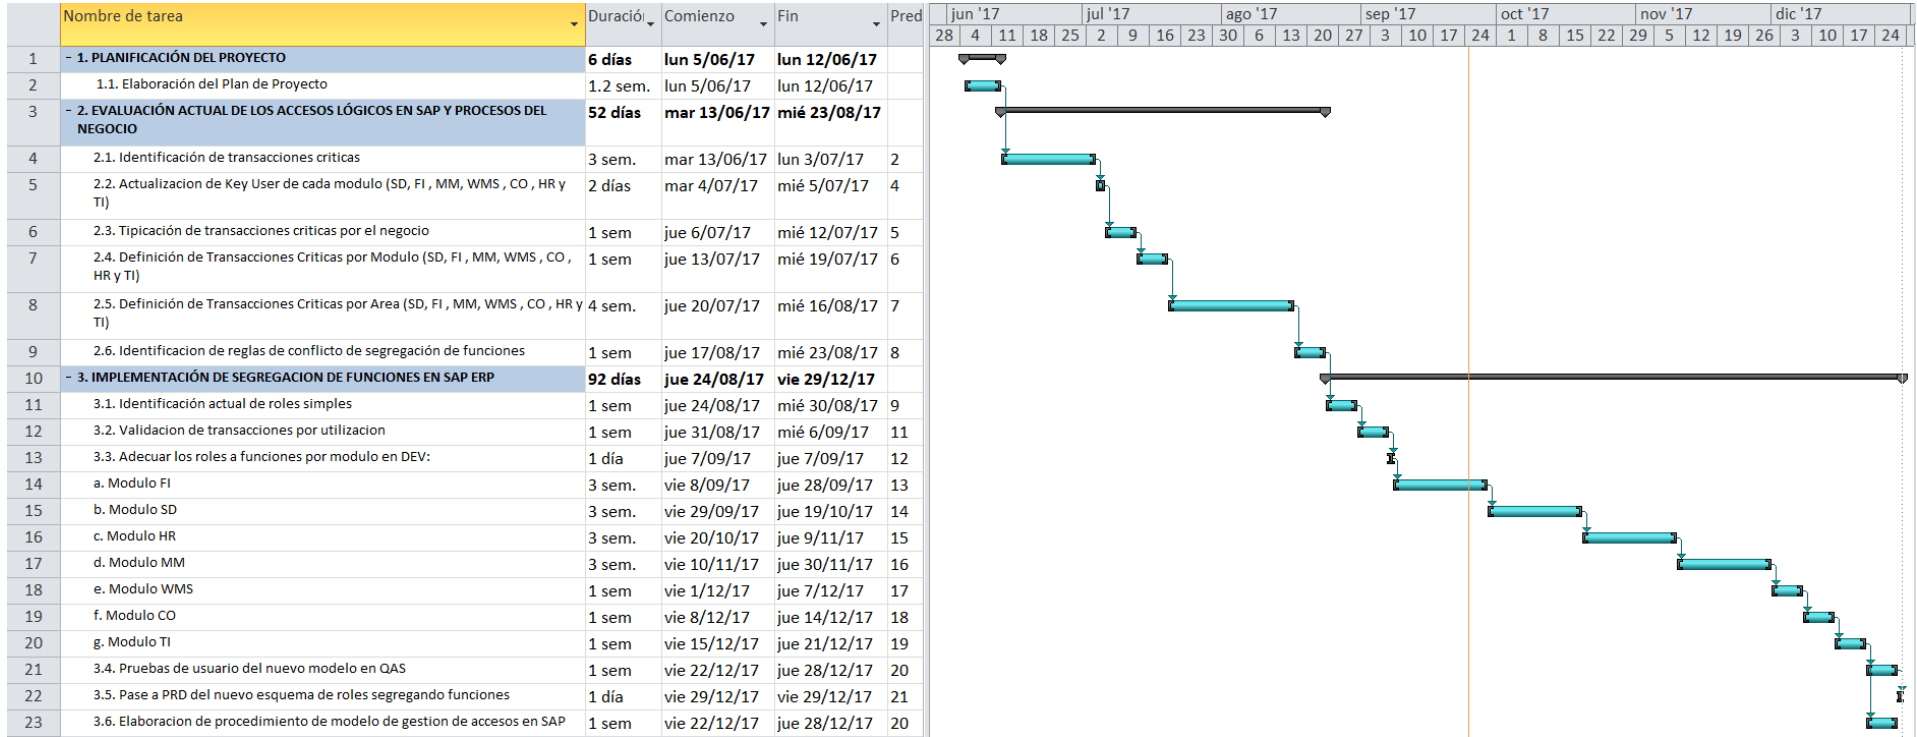 Nombre de tarea Duració Comienzo Fin Pred
jun '17 jul '17 ago '17 sep '17 oct '17 nov '17 dic '17
28 4 11 18 25 2 9 16 23 30 6 13 20 27 3 10 17 24 1 8 15 22 29 5 12 19 26 3 10 17 24
1 - 1. PLANIFICACIÓN DEL PROYECTO 6 días lun 5/06/17 lun 12/06/17
2 1.1. Elaboración del Plan de Proyecto 1.2 sem. lun 5/06/17 lun 12/06/17
3 - 2. EVALUACIÓN ACTUAL DE LOS ACCESOS LÓGICOS EN SAP Y PROCESOS DEL 52 días mar 13/06/17 mié 23/08/17
NEGOCIO
4 2.1. Identificación de transacciones criticas 3 sem. mar 13/06/17 lun 3/07/17 2
5 2.2. Actualizacion de Key User de cada modulo (SD, FI , MM, WMS , CO , HR y 2 días mar 4/07/17 mié 5/07/17 4
TI)
6 2.3. Tipicación de transacciones criticas por el negocio 1 sem jue 6/07/17 mié 12/07/17 5
7 2.4. Definición de Transacciones Criticas por Modulo (SD, FI , MM, WMS , CO , 1 sem jue 13/07/17 mié 19/07/17 6
HR y TI)
8 2.5. Definición de Transacciones Criticas por Area (SD, FI , MM, WMS , CO , HR y 4 sem. jue 20/07/17 mié 16/08/17 7
TI)
9 2.6. Identificacion de reglas de conflicto de segregación de funciones 1 sem jue 17/08/17 mié 23/08/17 8
10 - 3. IMPLEMENTACIÓN DE SEGREGACION DE FUNCIONES EN SAP ERP 92 días jue 24/08/17 vie 29/12/17
11 3.1. Identificación actual de roles simples 1 sem jue 24/08/17 mié 30/08/17 9
12 3.2. Validacion de transacciones por utilizacion 1 sem jue 31/08/17 mié 6/09/17 11
13 3.3. Adecuar los roles a funciones por modulo en DEV: 1 día jue 7/09/17 jue 7/09/17 12
14 a. Modulo FI 3 sem. vie 8/09/17 jue 28/09/17 13
15 b. Modulo SD 3 sem. vie 29/09/17 jue 19/10/17 14
16 c. Modulo HR 3 sem. vie 20/10/17 jue 9/11/17 15
17 d. Modulo MM 3 sem. vie 10/11/17 jue 30/11/17 16
18 e. Modulo WMS 1 sem vie 1/12/17 jue 7/12/17 17
19 f. Modulo CO 1 sem vie 8/12/17 jue 14/12/17 18
20 g. Modulo TI 1 sem vie 15/12/17 jue 21/12/17 19
21 3.4. Pruebas de usuario del nuevo modelo en QAS 1 sem vie 22/12/17 jue 28/12/17 20
22 3.5. Pase a PRD del nuevo esquema de roles segregando funciones 1 día vie 29/12/17 vie 29/12/17 21
23 3.6. Elaboracion de procedimiento de modelo de gestion de accesos en SAP 1 sem vie 22/12/17 jue 28/12/17 20